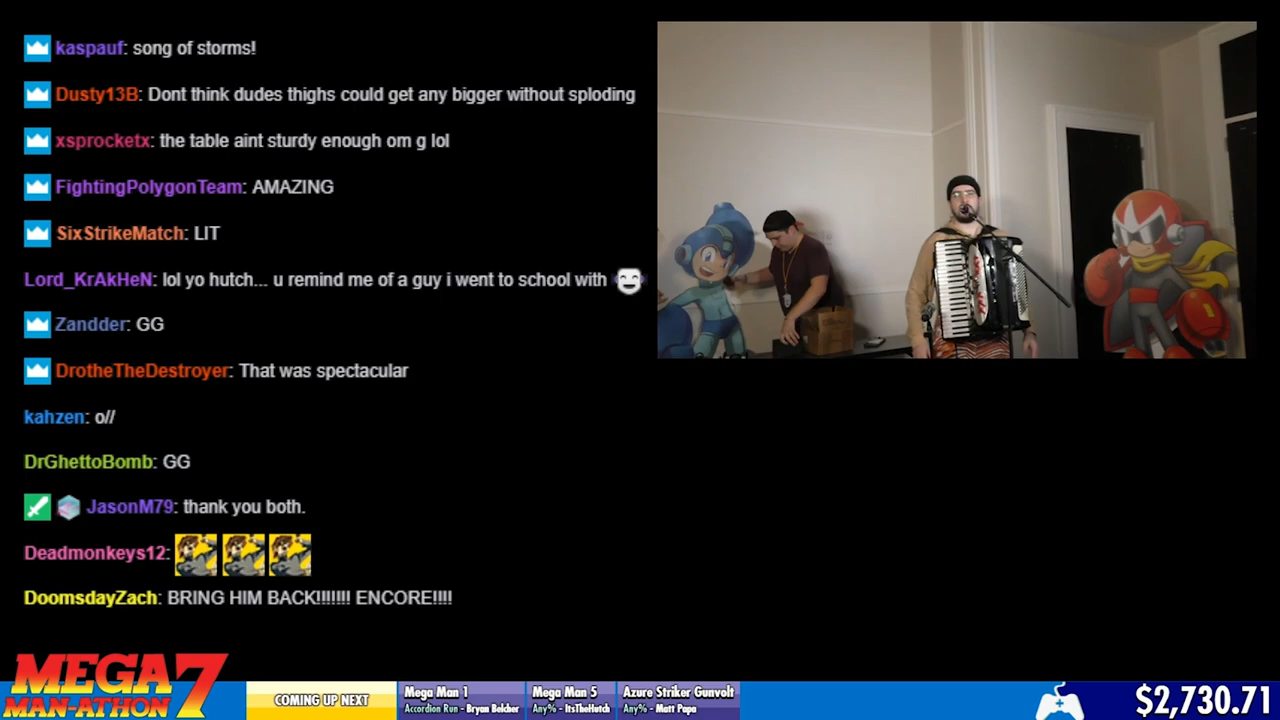 kaspauf: song of storms!
Dusty13B: Dont think dudes thighs could get any bigger without sploding
xsprocketx: the table aint sturdy enough om g lol
FightingPolygonTeam: AMAZING
SixStrikeMatch: LIT
Lord_KrAkHeN: lol yo hutch... u remind me of a guy i went to school with
Zandder: GG
DrotheTheDestroyer: That was spectacular
kahzen: o//
DrGhettoBomb: GG
JasonM79: thank you both.
Deadmonkeys12:
DoomsdayZach: BRING HIM BACK!!!!!!! ENCORE!!!!
MEGA
MAN-ATHON 7
COMING UP NEXT
Mega Man 1
Accordion Run - Bryan Belcher
Mega Man 5
Any% - ItsTheHutch
Azure Striker Gunvolt
Any% - Matt Papa
$2,730.71